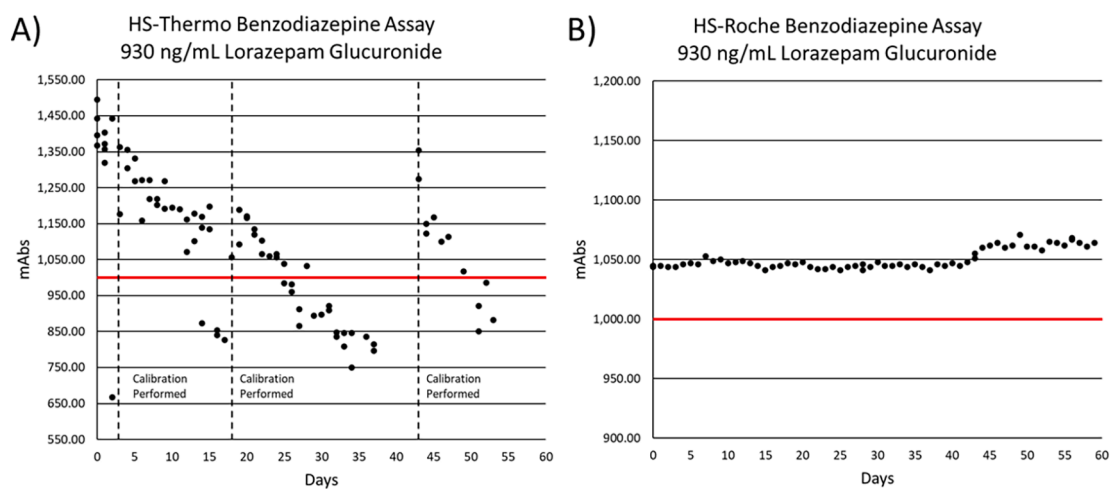 A)
HS-Thermo Benzodiazepine Assay
930 ng/mL Lorazepam Glucuronide
1,550.00
1,450.00
1,350.00
1,250.00
1,150.00
1,050.00
950.00
850.00
750.00
650.00
550.00
mAbs
Calibration
Performed
Calibration
Performed
Calibration
Performed
0 5 10 15 20 25 30 35 40 45 50 55 60
Days
B)
HS-Roche Benzodiazepine Assay
930 ng/mL Lorazepam Glucuronide
1,200.00
1,150.00
1,100.00
1,050.00
1,000.00
950.00
900.00
mAbs
0 5 10 15 20 25 30 35 40 45 50 55 60
Days